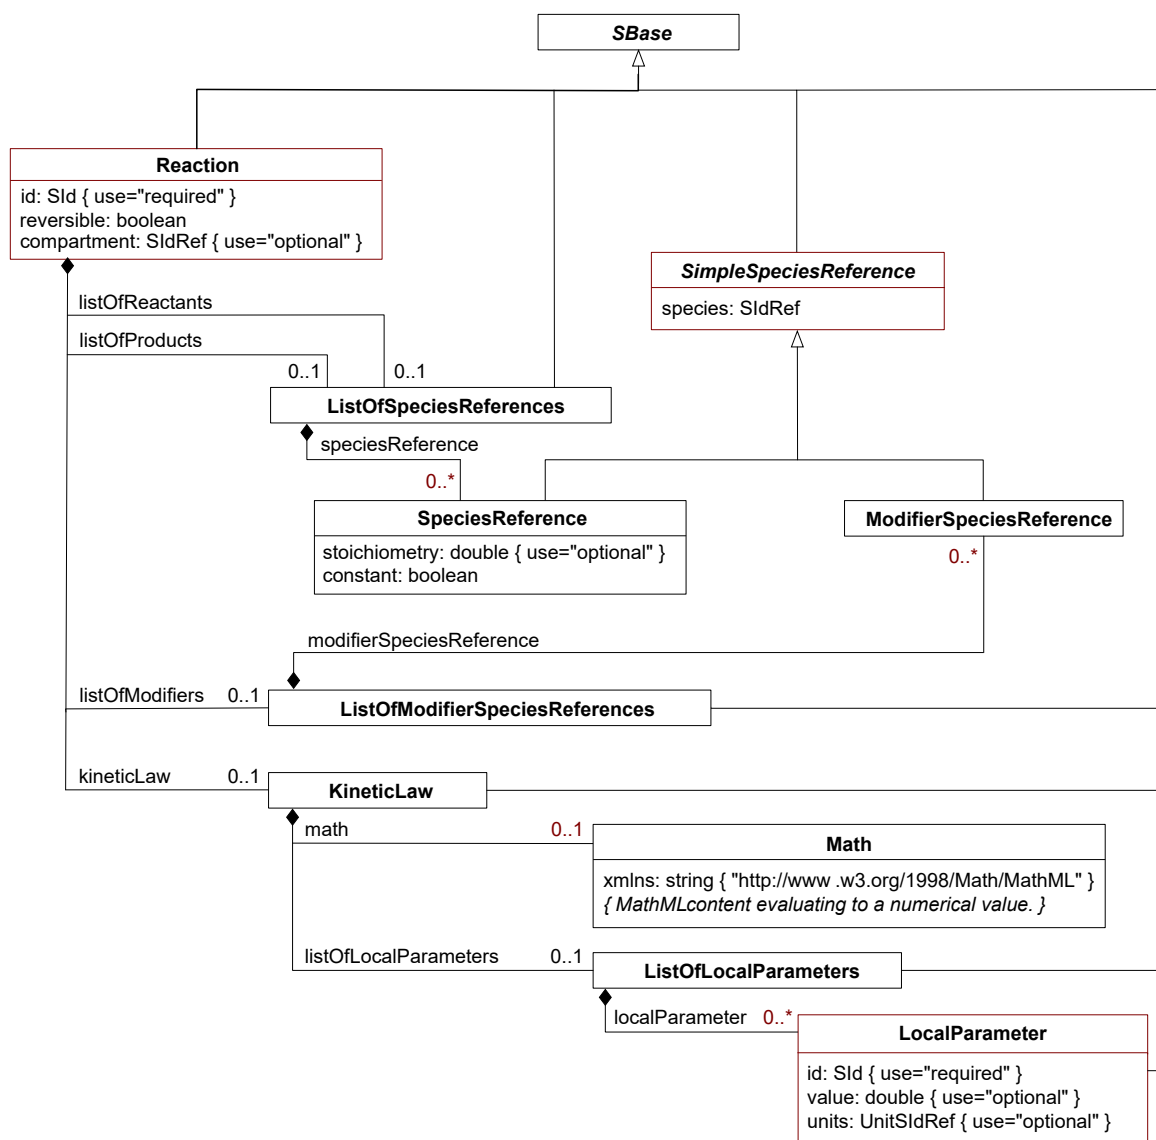 SBase
Reaction
id: SId { use="required" }
reversible: boolean
compartment: SIdRef { use="optional" }
SimpleSpeciesReference
species: SIdRef
listOfReactants
listOfProducts
0..1
0..1
ListOfSpeciesReferences
speciesReference
0..*
SpeciesReference
stoichiometry: double { use="optional" }
constant: boolean
ModifierSpeciesReference
0..*
modifierSpeciesReference
listOfModifiers 0..1
ListOfModifierSpeciesReferences
kineticLaw 0..1
KineticLaw
math 0..1
Math
xmlns: string { "http://www .w3.org/1998/Math/MathML" }
{ MathMLcontent evaluating to a numerical value. }
listOfLocalParameters 0..1
ListOfLocalParameters
localParameter 0..*
LocalParameter
id: SId { use="required" }
value: double { use="optional" }
units: UnitSIdRef { use="optional" }